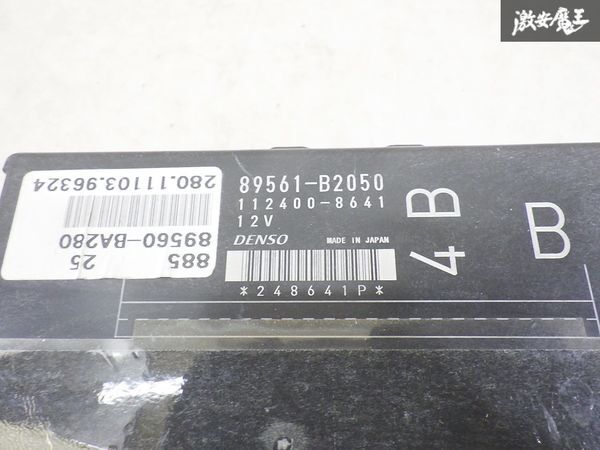 激安魔王
89561-B2050
112400-8641
12V
DENSO MADE IN JAPAN
*248641P*
4B
B
885
25
89560-BA280
280.11103.96324